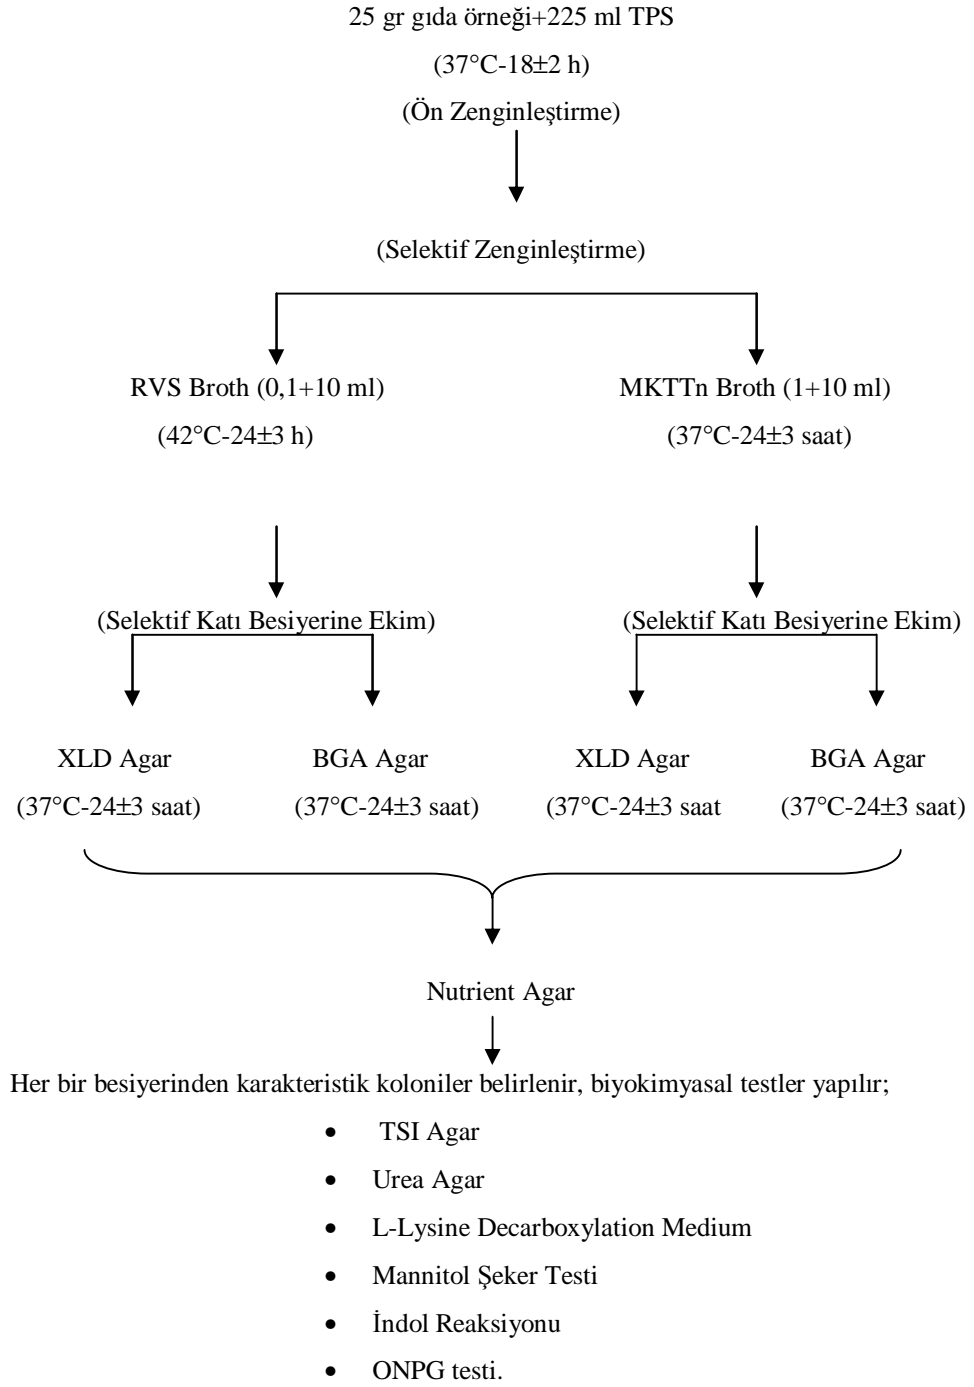 25 gr gıda örneği+225 ml TPS
(37°C-18±2 h)
(Ön Zenginleştirme)
(Selektif Zenginleştirme)
RVS Broth (0,1+10 ml)
(42°C-24±3 h)
MKTTn Broth (1+10 ml)
(37°C-24±3 saat)
(Selektif Katı Besiyerine Ekim)
(Selektif Katı Besiyerine Ekim)
XLD Agar
(37°C-24±3 saat)
BGA Agar
(37°C-24±3 saat)
XLD Agar
(37°C-24±3 saat
BGA Agar
(37°C-24±3 saat)
Nutrient Agar
Her bir besiyerinden karakteristik koloniler belirlenir, biyokimyasal testler yapılır;
• TSI Agar
• Urea Agar
• L-Lysine Decarboxylation Medium
• Mannitol Şeker Testi
• İndol Reaksiyonu
• ONPG testi.